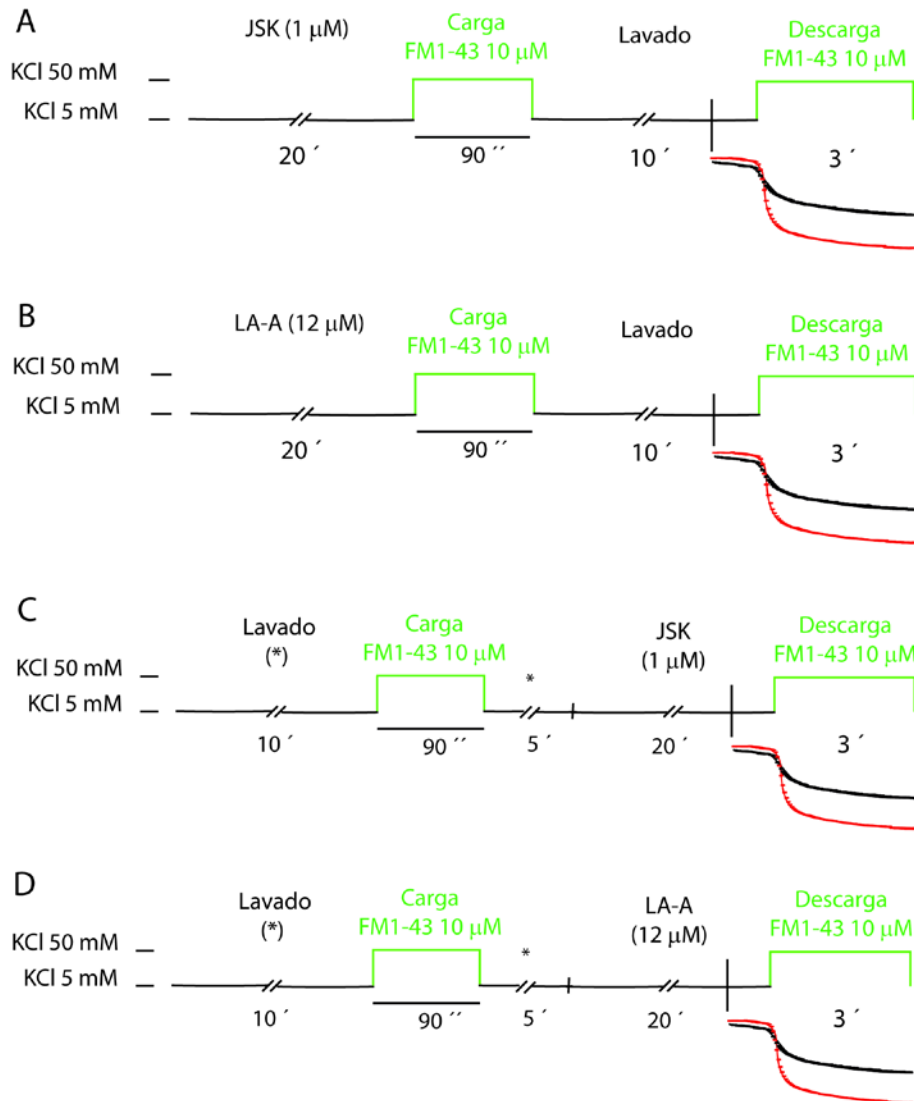 A
JSK (1 μM)
Carga
FM1-43 10 μM
Lavado
Descarga
FM1-43 10 μM
KCl 50 mM
KCl 5 mM
20 ´
90 ´´
10 ´
3 ´
B
LA-A (12 μM)
Carga
FM1-43 10 μM
Lavado
Descarga
FM1-43 10 μM
KCl 50 mM
KCl 5 mM
20 ´
90 ´´
10 ´
3 ´
C
Lavado
(*)
Carga
FM1-43 10 μM
JSK
(1 μM)
Descarga
FM1-43 10 μM
KCl 50 mM
*
KCl 5 mM
10 ´
90 ´´
5 ´
20 ´
3 ´
D
Lavado
(*)
Carga
FM1-43 10 μM
LA-A
(12 μM)
Descarga
FM1-43 10 μM
KCl 50 mM
*
KCl 5 mM
10 ´
90 ´´
5 ´
20 ´
3 ´